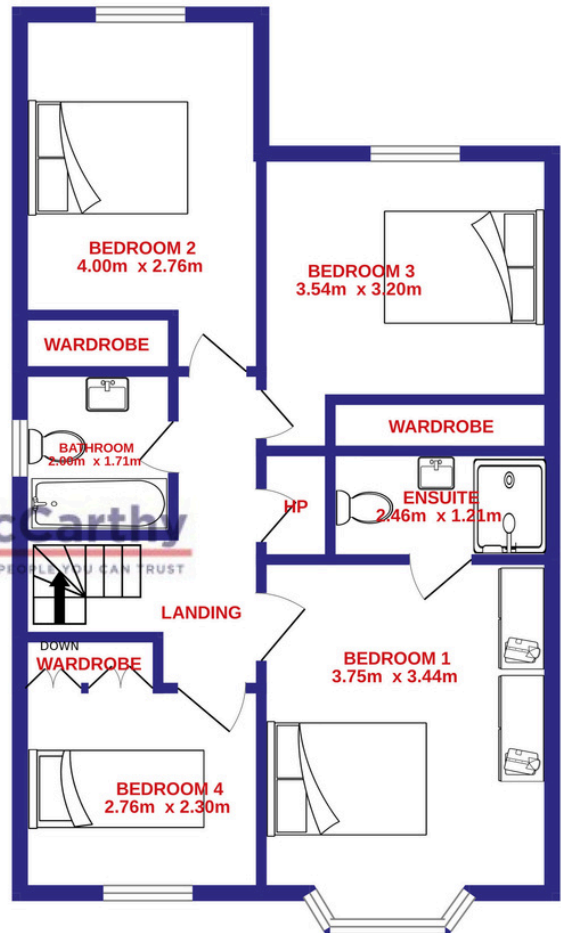 BEDROOM 2
4.00m x 2.76m
BEDROOM 3
3.54m x 3.20m
WARDROBE
WARDROBE
BATHROOM
2.00m x 1.71m
HP
ENSUITE
2.46m x 1.21m
cCarthy
PEOPLE YOU CAN TRUST
LANDING
DOWN
WARDROBE
BEDROOM 1
3.75m x 3.44m
BEDROOM 4
2.76m x 2.30m